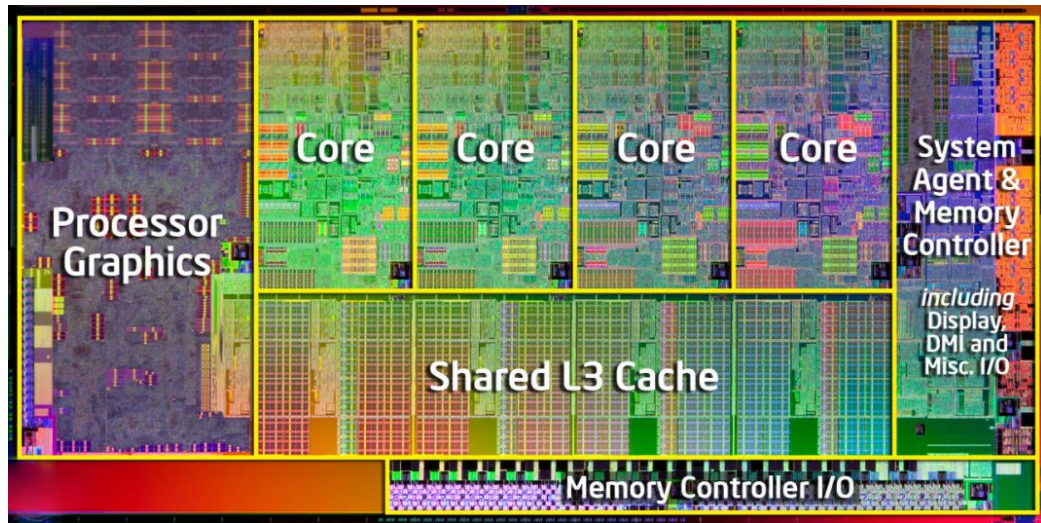 Processor
Graphics
Core
Core
Core
Core
System
Agent &
Memory
Controller
including
Display,
DMI and
Misc. I/O
Shared L3 Cache
Memory Controller I/O